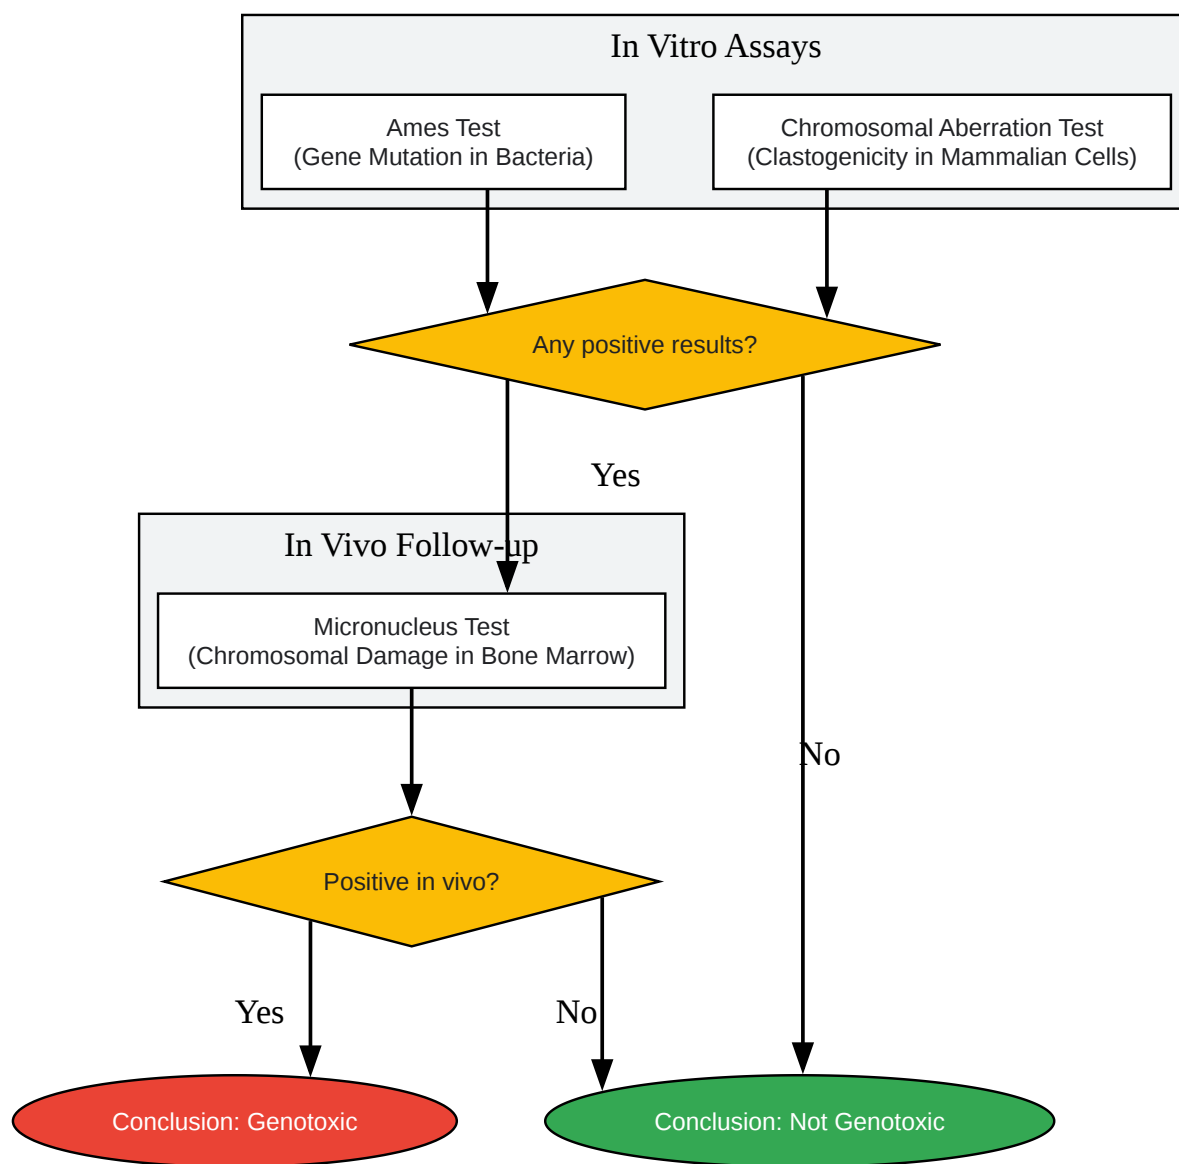 In Vitro Assays
Ames Test
(Gene Mutation in Bacteria)
Chromosomal Aberration Test
(Clastogenicity in Mammalian Cells)
Any positive results?
Yes
In Vivo Follow-up
Micronucleus Test
(Chromosomal Damage in Bone Marrow)
No
Positive in vivo?
Yes
No
Conclusion: Genotoxic
Conclusion: Not Genotoxic